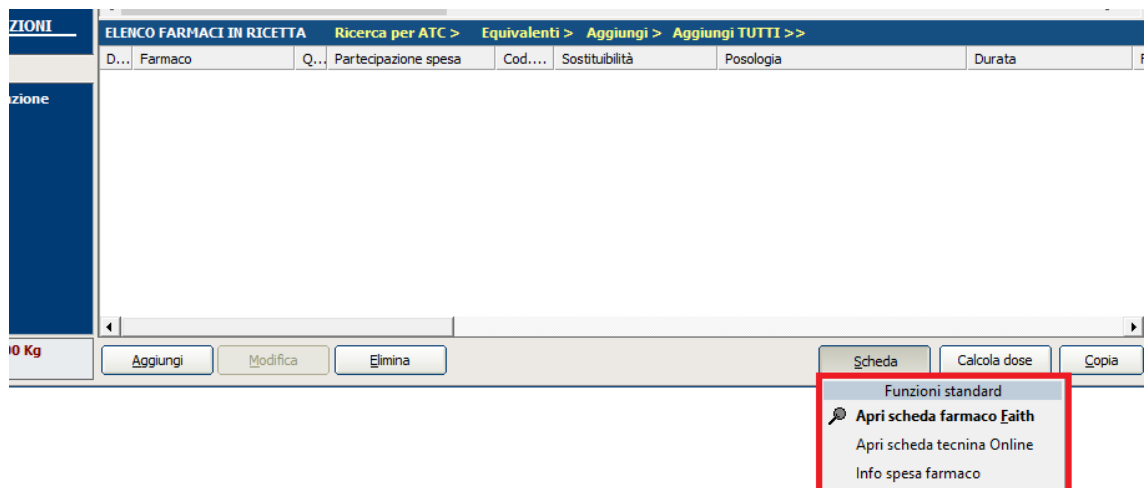 ZIONI
ELENCO FARMACI IN RICETTA Ricerca per ATC > Equivalenti > Aggiungi > Aggiungi TUTTI >>
D... Farmaco Q... Partecipazione spesa Cod.... Sostituibilità Posologia Durata F
azione
00 Kg
Aggiungi Modifica Elimina Scheda Calcola dose Copia
Funzioni standard
Apri scheda farmaco Faith
Apri scheda tecnina Online
Info spesa farmaco